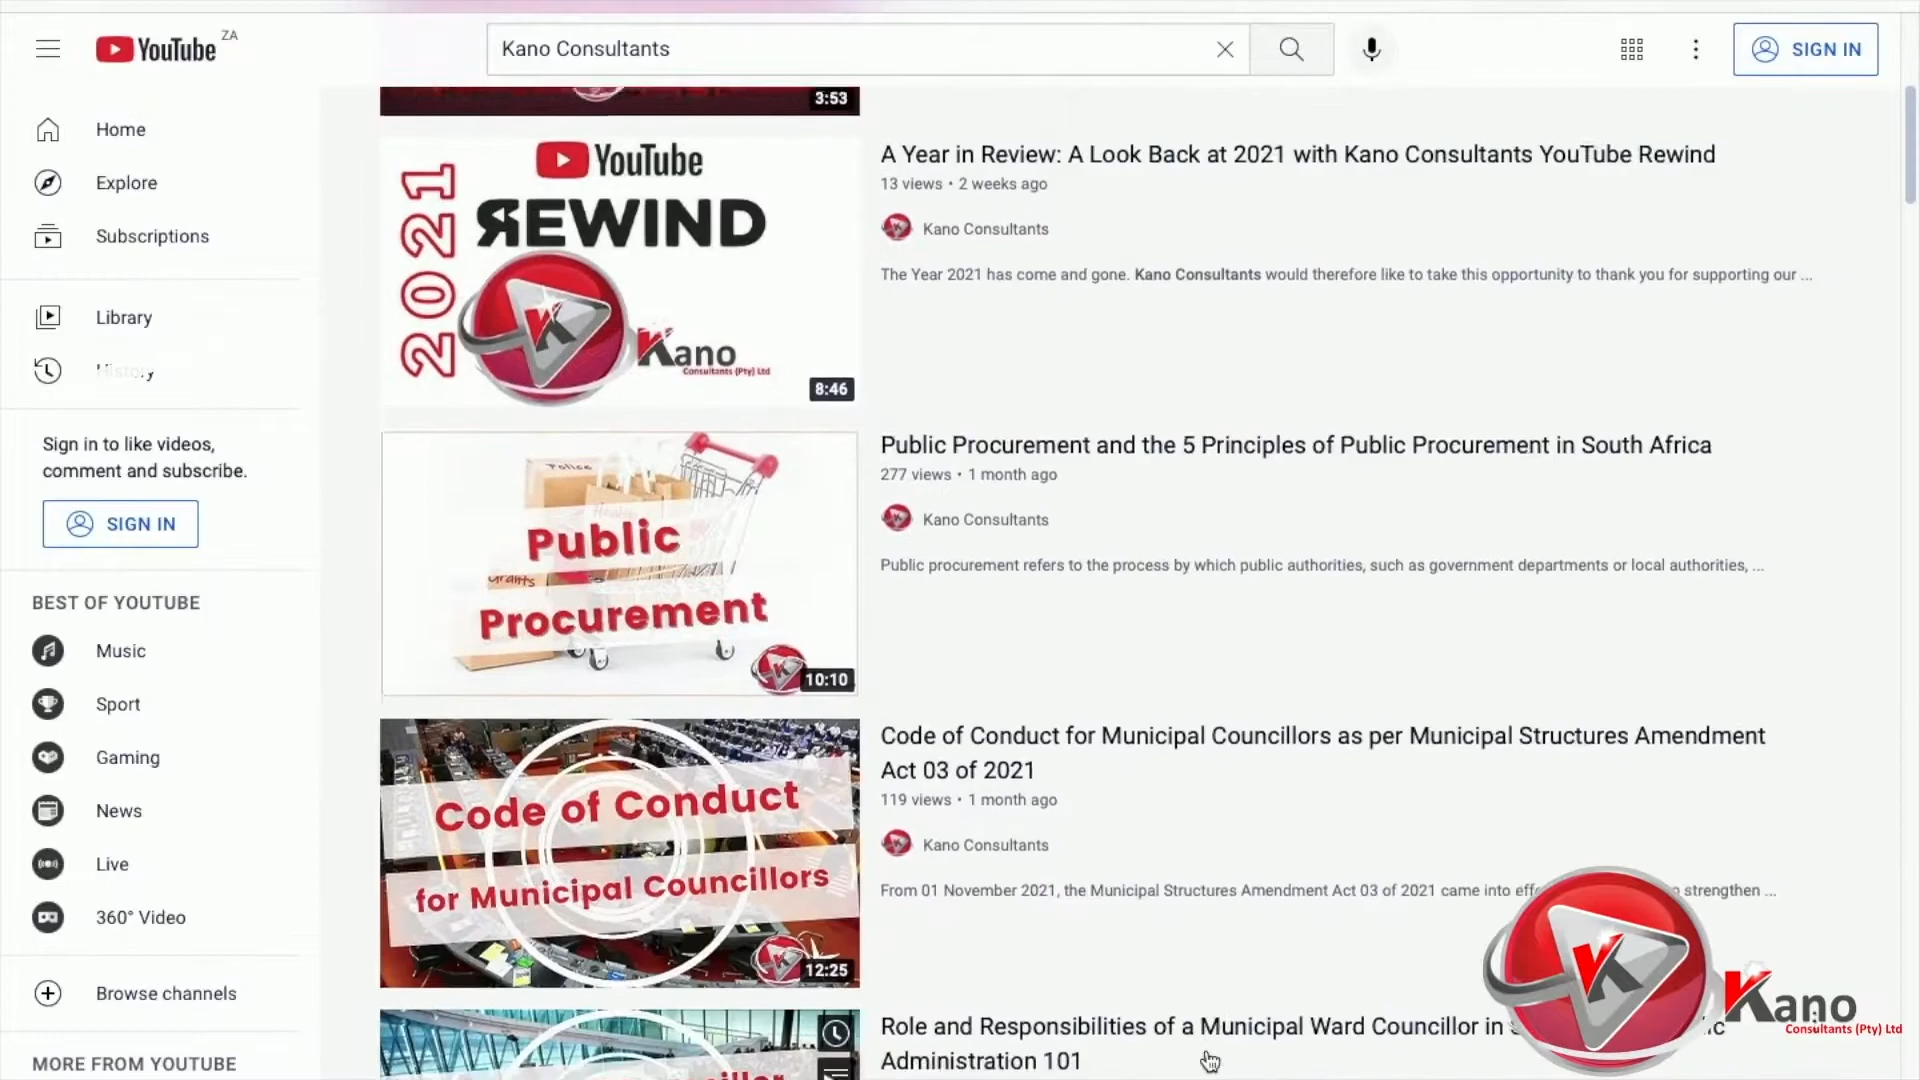 YouTube ZA
Kano Consultants
SIGN IN
Home
Explore
Subscriptions
Library
History
Sign in to like videos,
comment and subscribe.
SIGN IN
BEST OF YOUTUBE
Music
Sport
Gaming
News
Live
360° Video
Browse channels
MORE FROM YOUTUBE
3:53
2021
YouTube
REWIND
Kano
Consultants (Pty) Ltd
8:46
A Year in Review: A Look Back at 2021 with Kano Consultants YouTube Rewind
13 views • 2 weeks ago
Kano Consultants
The Year 2021 has come and gone. Kano Consultants would therefore like to take this opportunity to thank you for supporting our ...
Police
Grants
Public
Procurement
10:10
Public Procurement and the 5 Principles of Public Procurement in South Africa
277 views • 1 month ago
Kano Consultants
Public procurement refers to the process by which public authorities, such as government departments or local authorities, ...
Code of Conduct
for Municipal Councillors
12:25
Code of Conduct for Municipal Councillors as per Municipal Structures Amendment
Act 03 of 2021
119 views • 1 month ago
Kano Consultants
From 01 November 2021, the Municipal Structures Amendment Act 03 of 2021 came into strengthen ...
Role and Responsibilities of a Municipal Ward Councillor in
Administration 101
Kano
Consultants (Pty) Ltd